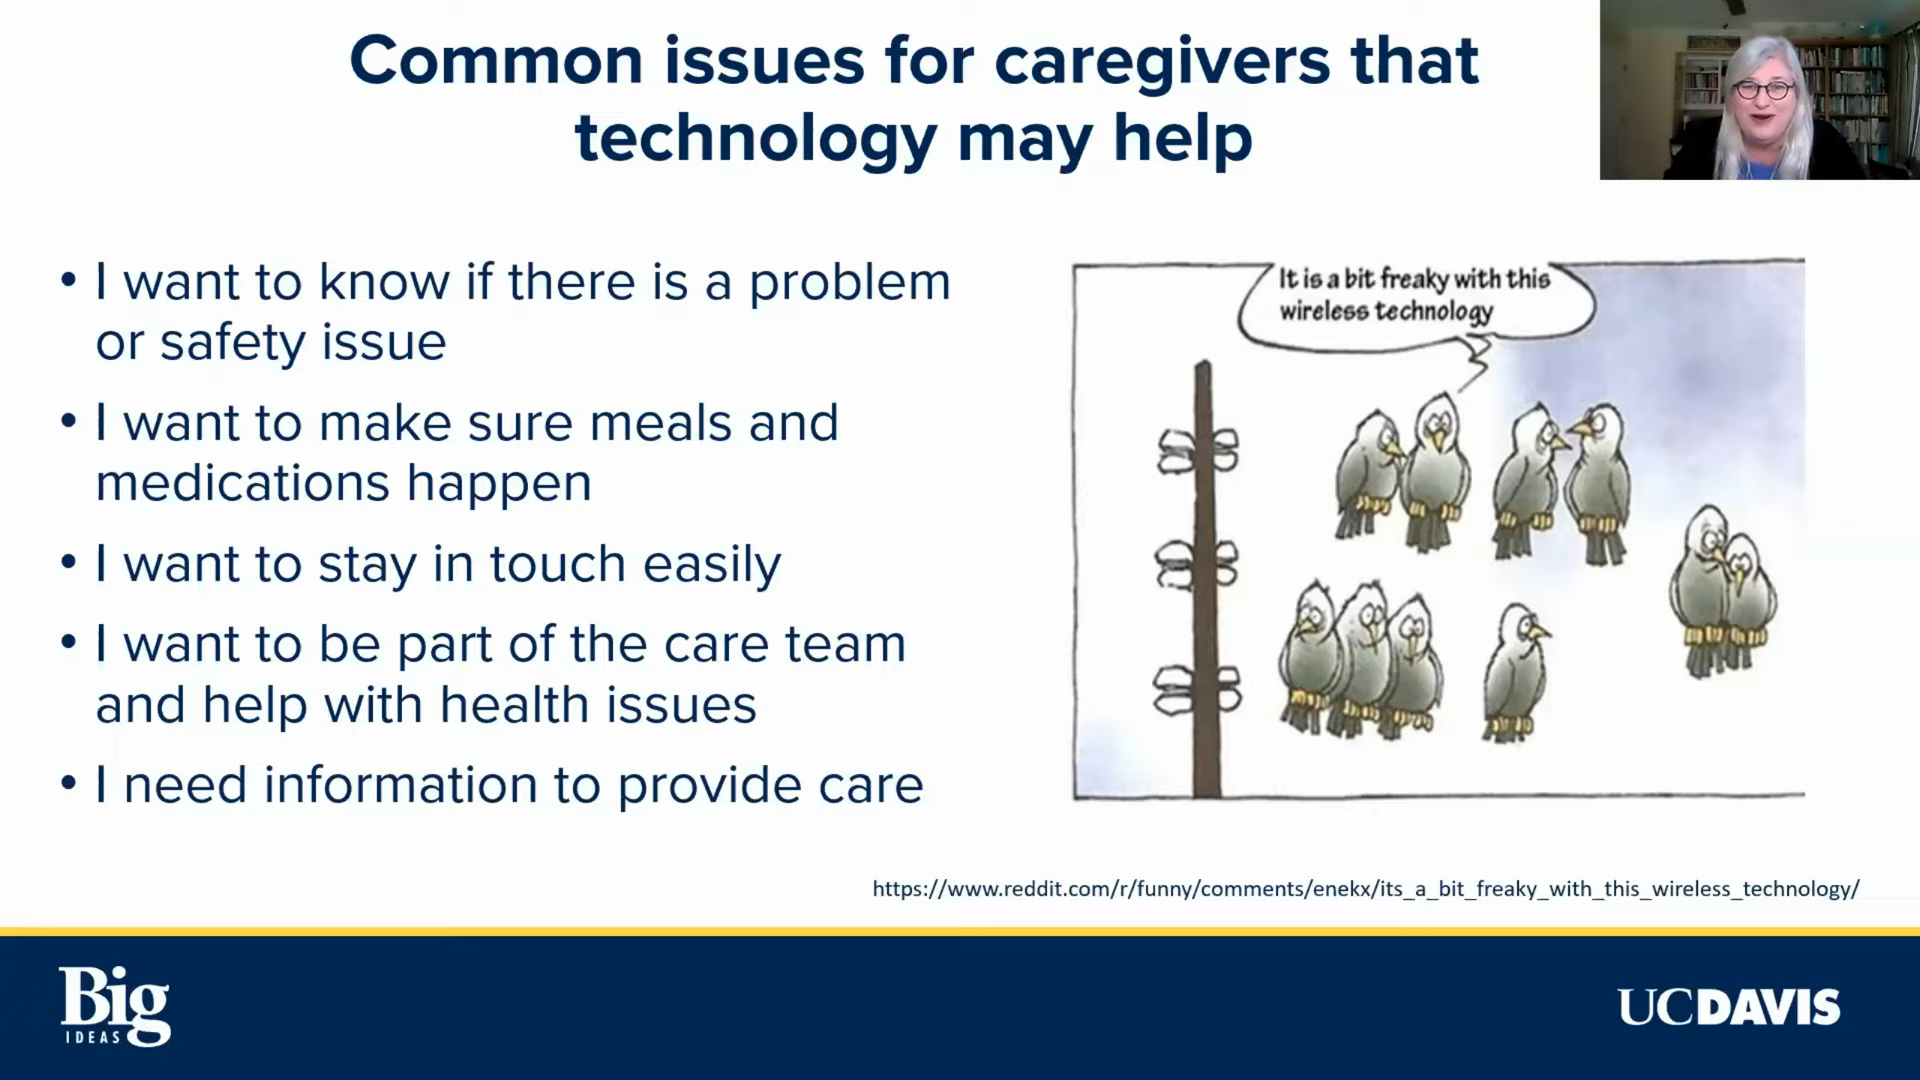 Common issues for caregivers that
technology may help
• I want to know if there is a problem
or safety issue
• I want to make sure meals and
medications happen
• I want to stay in touch easily
• I want to be part of the care team
and help with health issues
• I need information to provide care
It is a bit freaky with this
wireless technology
https://www.reddit.com/r/funny/comments/enekx/its_a_bit_freaky_with_this_wireless_technology/
Big
IDEAS
UCDAVIS